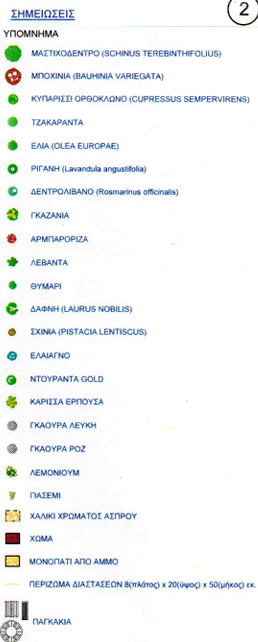 ΣΗΜΕΙΩΣΕΙΣ
2
ΥΠΟΜΝΗΜΑ
ΜΑΣΤΙΧΟΔΕΝΤΡΟ (SCHINUS TEREBINTHIFOLIUS)
ΜΠΟΧΙΝΙΑ (BAUHINIA VARIEGATA)
ΚΥΠΑΡΙΣΣΙ ΟΡΘΟΚΛΩΝΟ (CUPRESSUS SEMPERVIRENS)
ΤΖΑΚΑΡΑΝΤΑ
ΕΛΙΑ (OLEA EUROPAE)
ΡΙΓΑΝΗ (Lavandula angustifolia)
ΔΕΝΤΡΟΛΙΒΑΝΟ (Rosmarinus officinalis)
ΓΚΑΖΑΝΙΑ
ΑΡΜΠΑΡΟΡΙΖΑ
ΛΕΒΑΝΤΑ
ΘΥΜΑΡΙ
ΔΑΦΝΗ (LAURUS NOBILIS)
ΣΧΙΝΙΑ (PISTACIA LENTISCUS)
ΕΛΑΙΑΓΝΟ
ΝΤΟΥΡΑΝΤΑ GOLD
ΚΑΡΙΣΣΑ ΕΡΠΟΥΣΑ
ΓΚΑΟΥΡΑ ΛΕΥΚΗ
ΓΚΑΟΥΡΑ ΡΟΖ
ΛΕΜΟΝΙΟΥΜ
ΓΙΑΣΕΜΙ
ΧΑΛΙΚΙ ΧΡΩΜΑΤΟΣ ΑΣΠΡΟΥ
ΧΩΜΑ
ΜΟΝΟΠΑΤΙ ΑΠΟ ΑΜΜΟ
ΠΕΡΙΖΩΜΑ ΔΙΑΣΤΑΣΕΩΝ 8(πλάτος) x 20(ύψος) x 50(μήκος) εκ.
ΠΑΓΚΑΚΙΑ